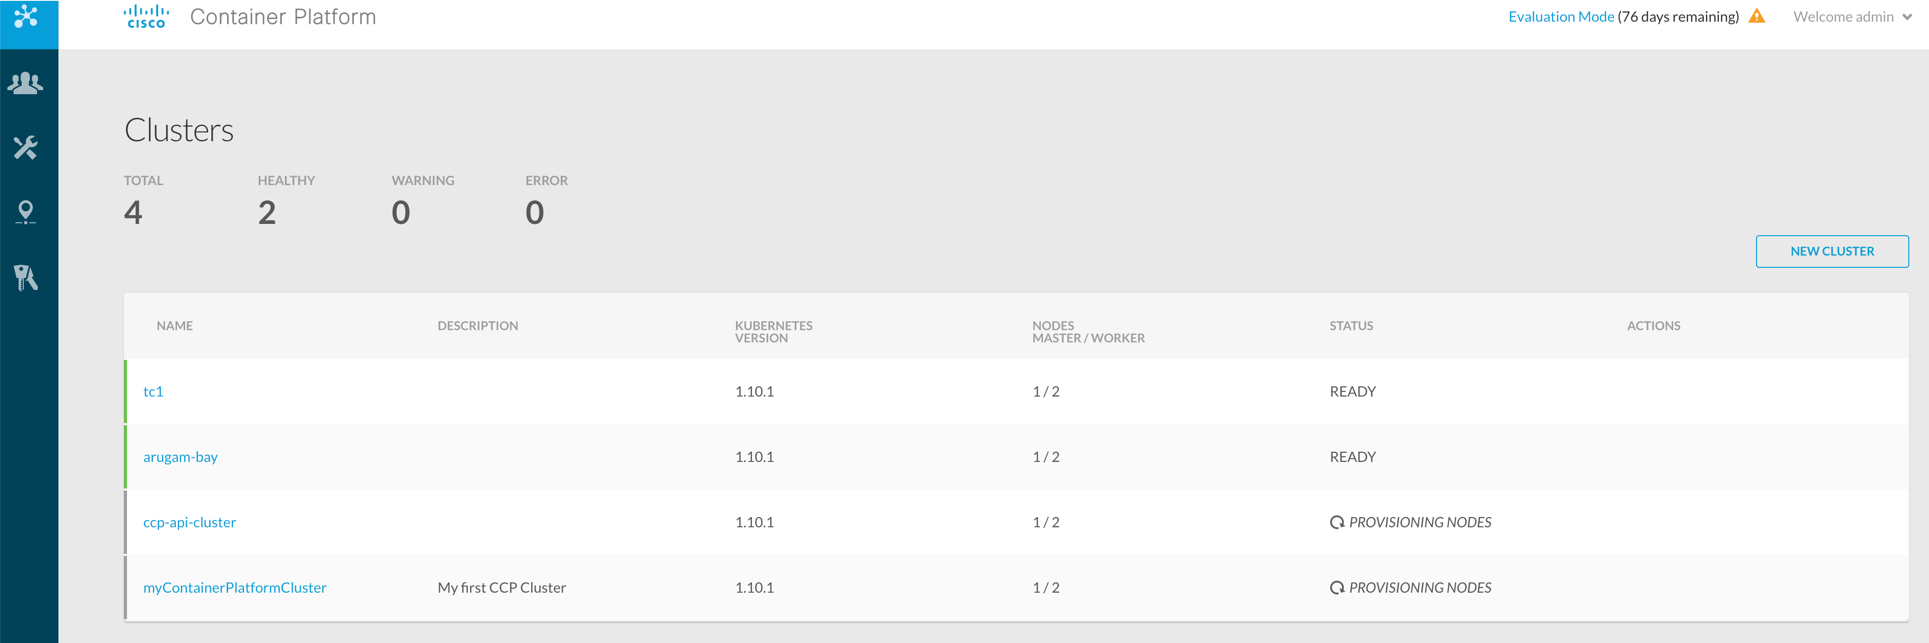 CISCO Container Platform
Evaluation Mode (76 days remaining) Welcome admin
Clusters
TOTAL HEALTHY WARNING ERROR
4 2 0 0
NEW CLUSTER
NAME DESCRIPTION KUBERNETES VERSION NODES MASTER / WORKER STATUS ACTIONS
tc1 1.10.1 1 / 2 READY
arugam-bay 1.10.1 1 / 2 READY
ccp-api-cluster 1.10.1 1 / 2 PROVISIONING NODES
myContainerPlatformCluster My first CCP Cluster 1.10.1 1 / 2 PROVISIONING NODES